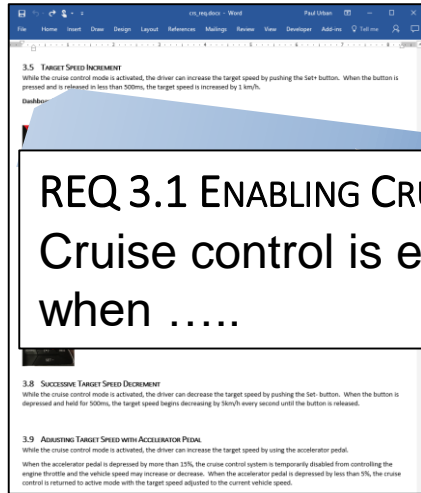 crs_req.docx - Word
Paul Urban
File Home Insert Draw Design Layout References Mailings Review View Developer Add-ins Tell me
3.5 TARGET SPEED INCREMENT
While the cruise control mode is activated, the driver can increase the target speed by pushing the Set+ button. When the button is
pressed and is released in less than 500ms, the target speed is increased by 1 km/h.
Dashbo
REQ 3.1 ENABLING CRU
Cruise control is e
when …..
3.8 SUCCESSIVE TARGET SPEED DECREMENT
While the cruise control mode is activated, the driver can decrease the target speed by pushing the Set- button. When the button is
depressed and held for 500ms, the target speed begins decreasing by 5km/h every second until the button is released.
3.9 ADJUSTING TARGET SPEED WITH ACCELERATOR PEDAL
While the cruise control mode is activated, the driver can increase the target speed by using the accelerator pedal.
When the accelerator pedal is depressed by more than 15%, the cruise control system is temporarily disabled from controlling the
engine throttle and the vehicle speed may increase or decrease. When the accelerator pedal is depressed by less than 5%, the cruise
control is returned to active mode with the target speed adjusted to the current vehicle speed.